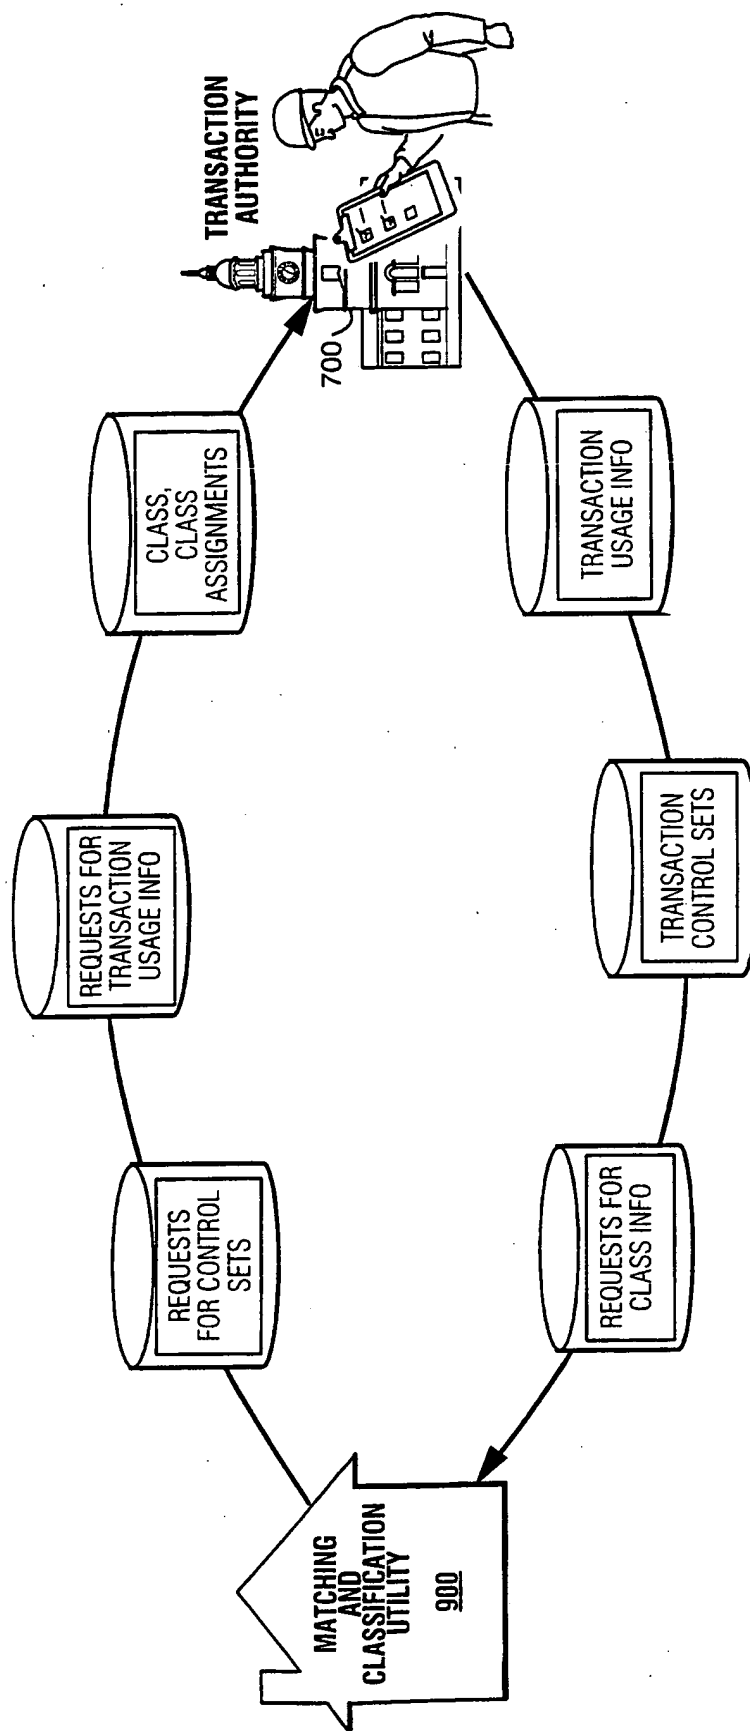 TRANSACTION
AUTHORITY
700
CLASS,
CLASS
ASSIGNMENTS
REQUESTS FOR
TRANSACTION
USAGE INFO
REQUESTS
FOR CONTROL
SETS
MATCHING
AND
CLASSIFICATION
UTILITY
900
REQUESTS FOR
CLASS INFO
TRANSACTION
CONTROL SETS
TRANSACTION
USAGE INFO